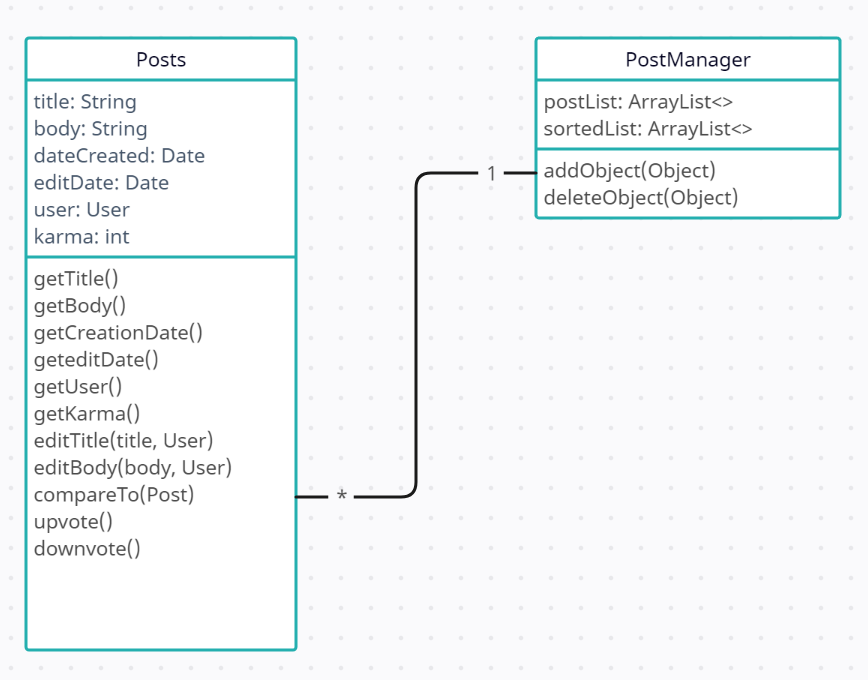 Posts
title: String
body: String
dateCreated: Date
editDate: Date
user: User
karma: int
getTitle()
getBody()
getCreationDate()
geteditDate()
getUser()
getKarma()
editTitle(title, User)
editBody(body, User)
compareTo(Post)
upvote()
downvote()
*
1
PostManager
postList: ArrayList<>
sortedList: ArrayList<>
addObject(Object)
deleteObject(Object)